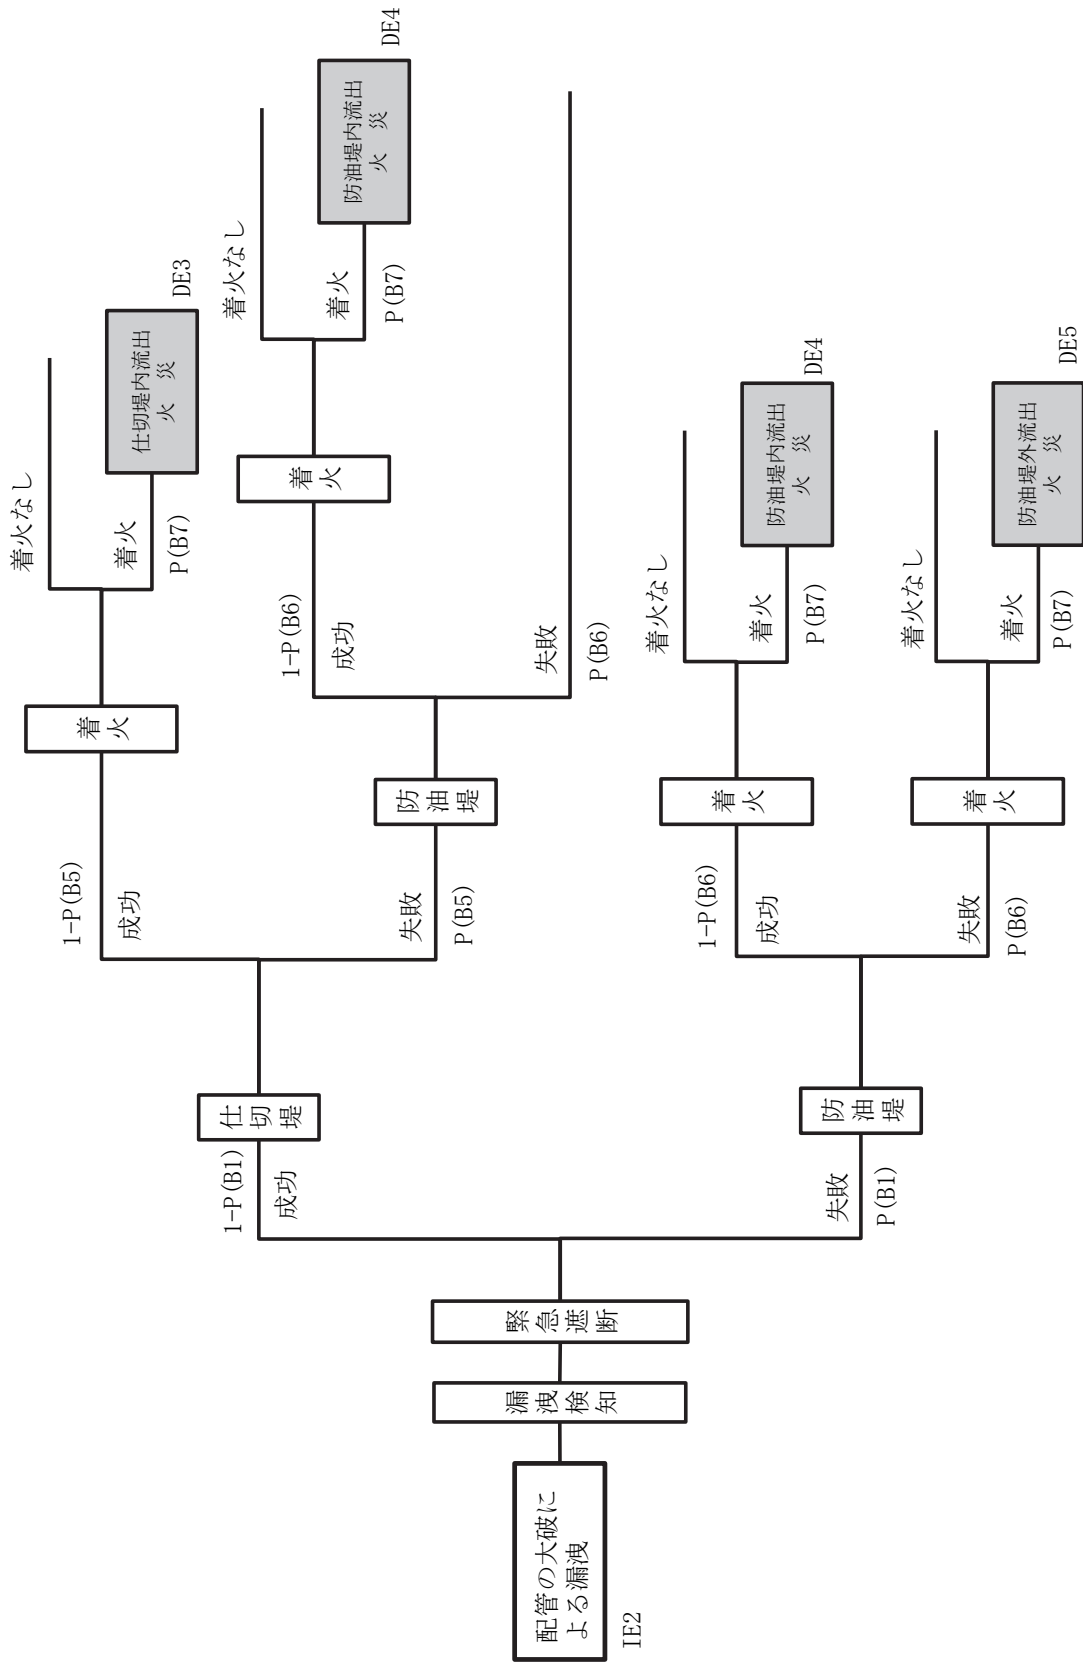 配管の大破に
よる漏洩
IE2
漏洩検知
緊急遮断
1-P(B1)
成功
仕切堤
1-P(B5)
成功
着火
着火なし
着火
P(B7)
仕切堤内流出
火 災
DE3
失敗
P(B5)
防油堤
1-P(B6)
成功
着火
着火なし
着火
P(B7)
防油堤内流出
火 災
DE4
失敗
P(B6)
失敗
P(B1)
防油堤
1-P(B6)
成功
着火
着火なし
着火
P(B7)
防油堤内流出
火 災
DE4
失敗
P(B6)
着火
着火なし
着火
P(B7)
防油堤外流出
火 災
DE5